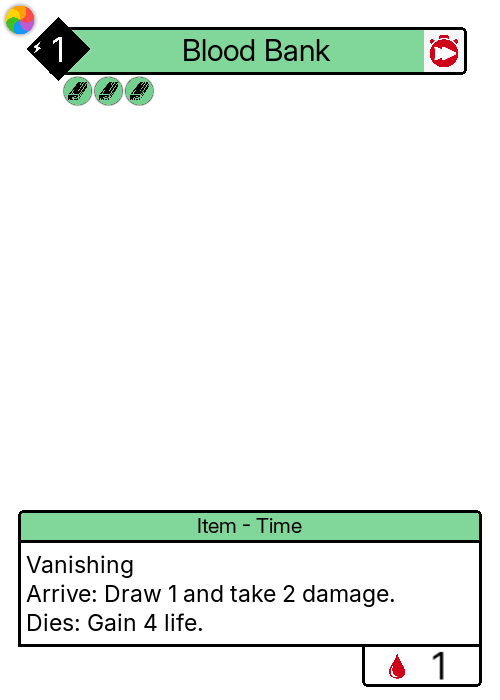 1
Blood Bank
Item - Time
Vanishing
Arrive: Draw 1 and take 2 damage.
Dies: Gain 4 life.
1